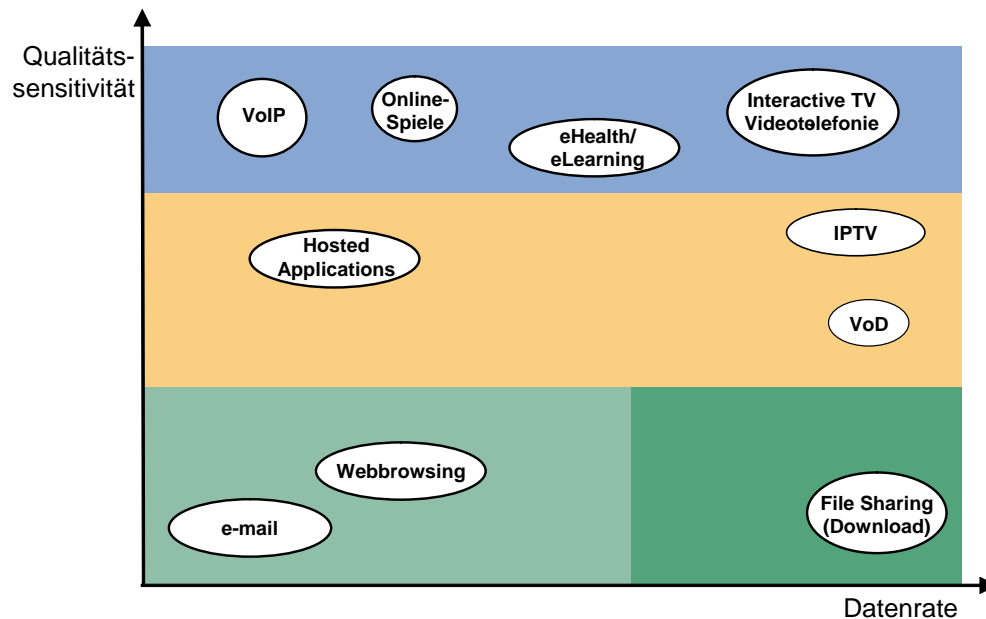 Qualitäts-
sensitivität
VoIP
Online-
Spiele
eHealth/
eLearning
Interactive TV
Videotelefonie
Hosted
Applications
IPTV
VoD
Webbrowsing
e-mail
File Sharing
(Download)
Datenrate